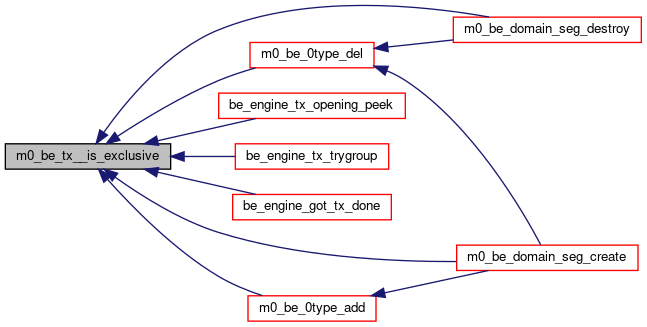 m0_be_domain_seg_destroy
m0_be_0type_del
be_engine_tx_opening_peek
m0_be_tx__is_exclusive
be_engine_tx_trygroup
be_engine_got_tx_done
m0_be_domain_seg_create
m0_be_0type_add